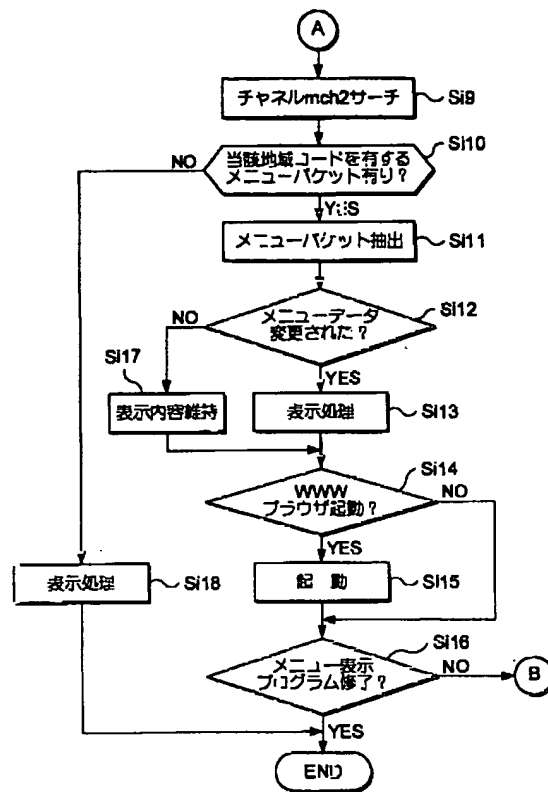 A
チャネルmch2サーチ
Si9
当該地域コードを有する
メニューパケット有り？
Si10
NO
YES
メニューパケット抽出
Si11
メニューデータ
変更された？
Si12
NO
YES
Si17
表示内容維持
表示処理
Si13
WWW
ブラウザ起動？
Si14
NO
YES
起 動
Si15
表示処理
Si18
メニュー表示
プログラム修了？
Si16
NO
B
YES
END